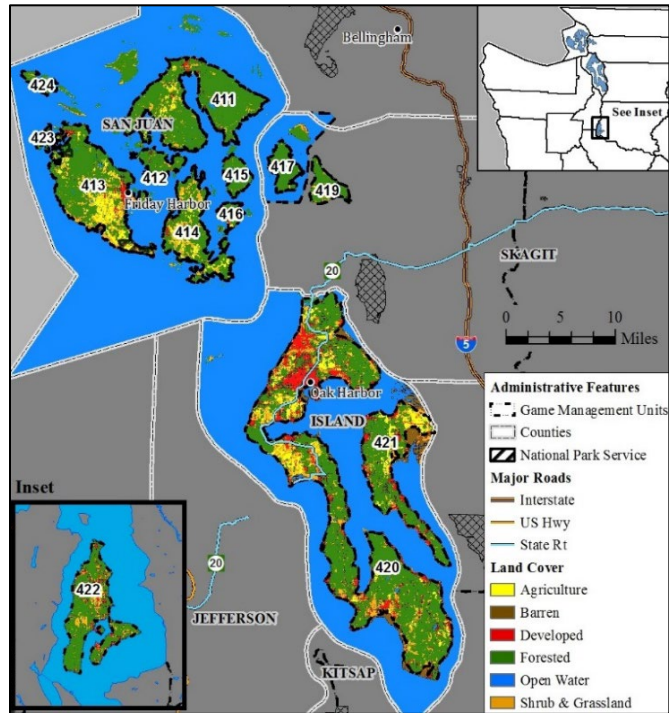 Bellingham
See Inset
424
411
SAN JUAN
423
412
417
415
419
413
Friday Harbor
416
414
SKAGIT
20
0 5 10
Miles
5
Oak Harbor
ISLAND
421
Inset
422
20
420
JEFFERSON
KITSAP
Administrative Features
Game Management Units
Counties
National Park Service
Major Roads
Interstate
US Hwy
State Rt
Land Cover
Agriculture
Barren
Developed
Forested
Open Water
Shrub & Grassland